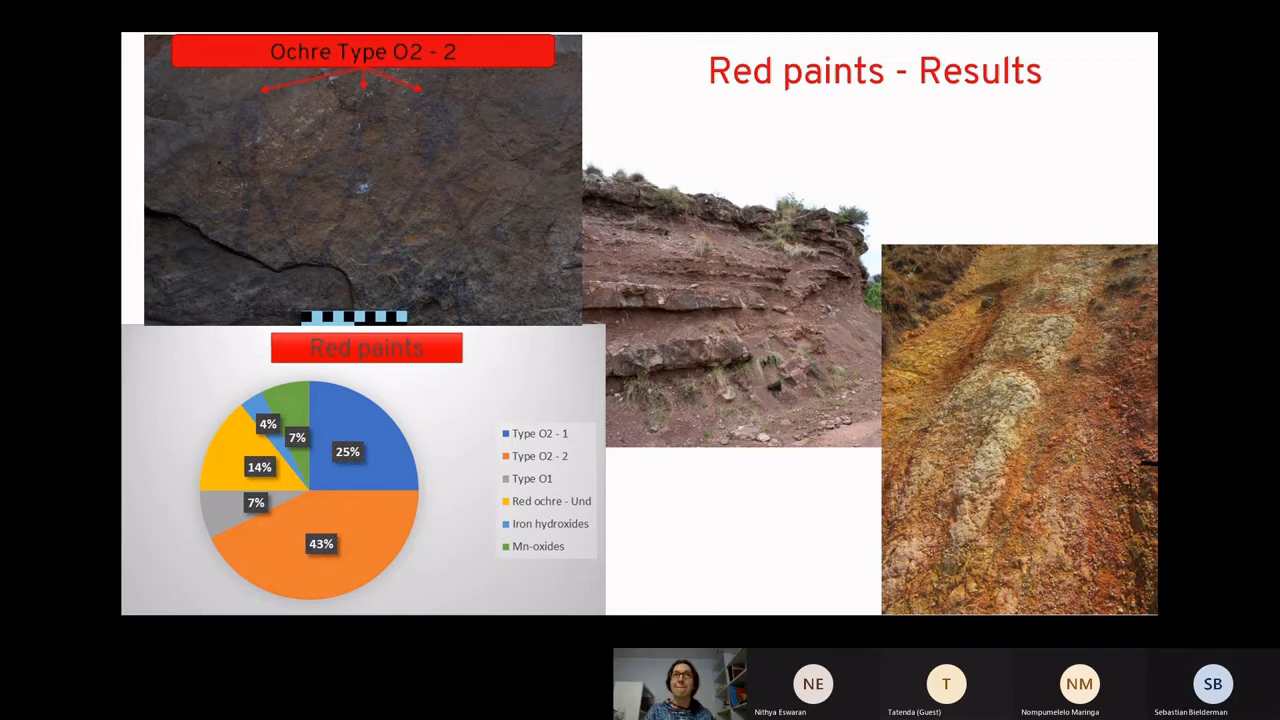 Ochre Type O2 - 2
Red paints - Results
Red paints
4%
7%
25%
14%
7%
43%
Type O2 - 1
Type O2 - 2
Type O1
Red ochre - Und
Iron hydroxides
Mn-oxides
NE
T
NM
SB
Nithya Eswaran
Tatenda (Guest)
Nompumelelo Maringa
Sebastian Bielderman